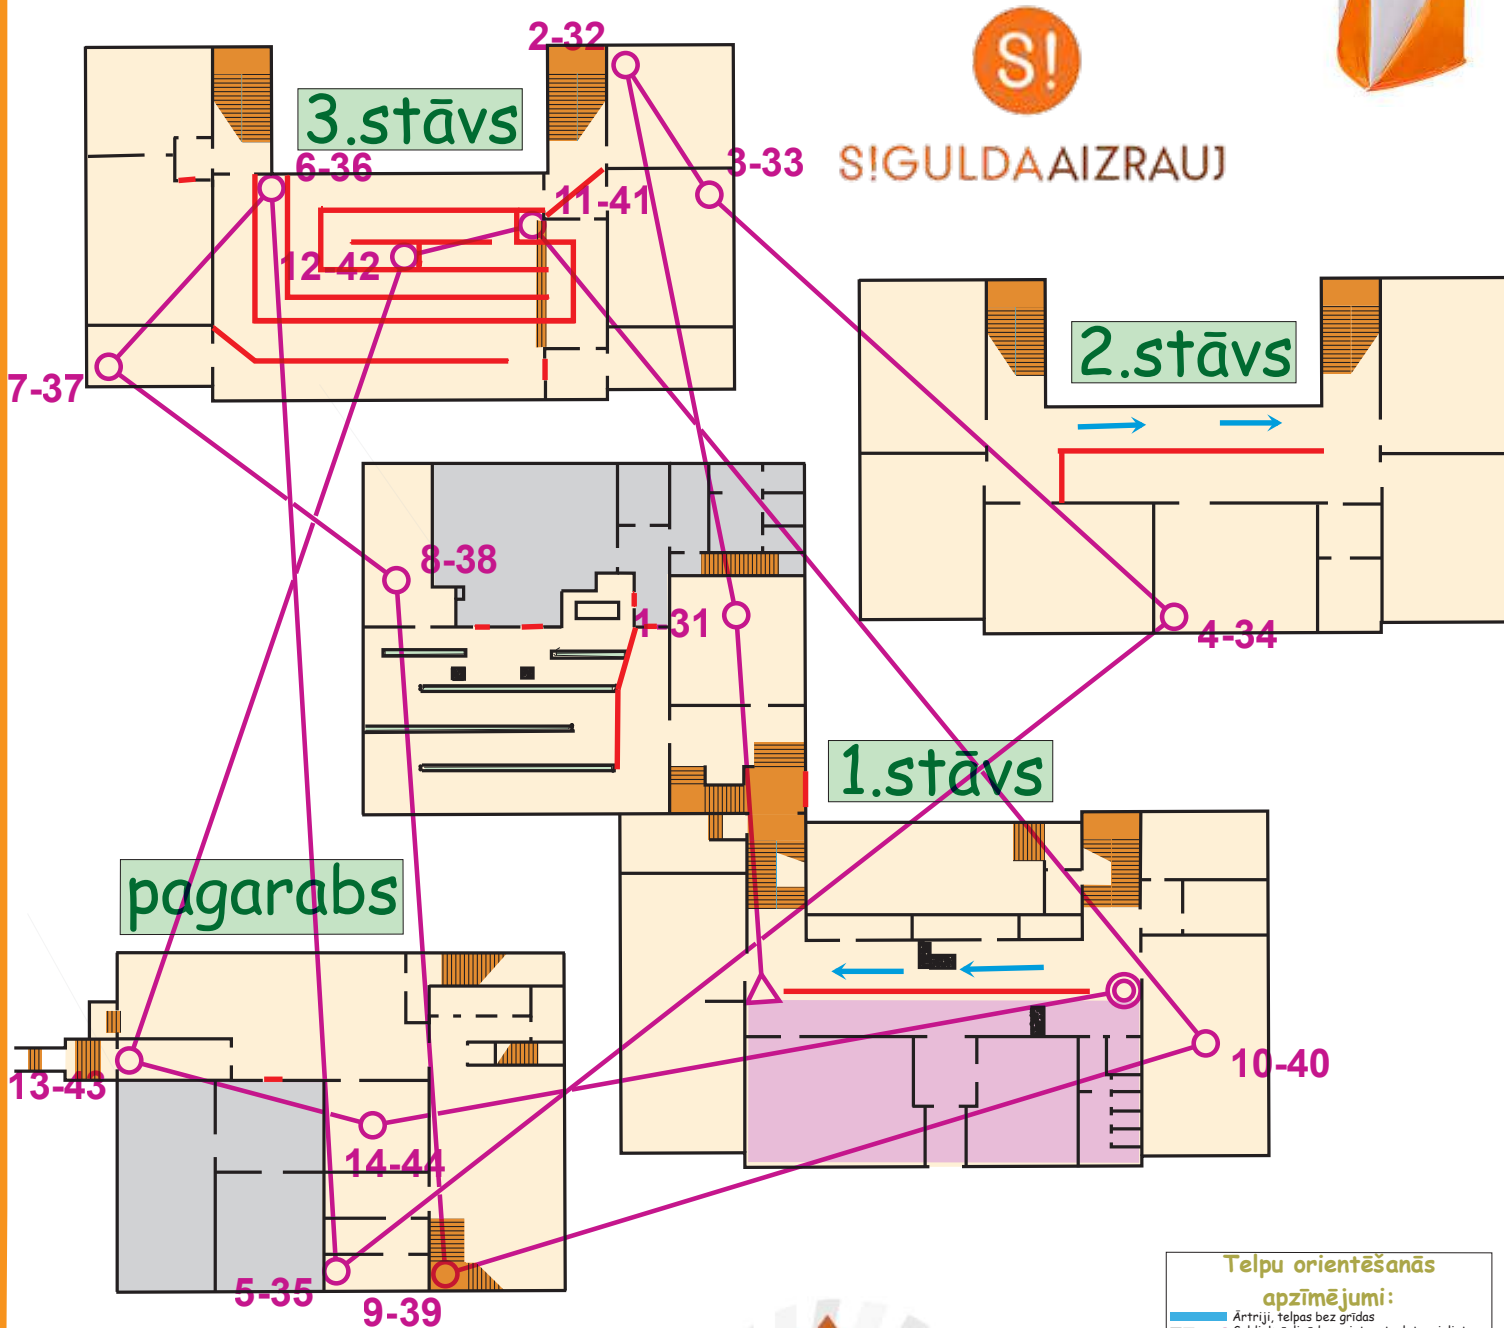 2-32
S!
3.stāvs
S!GULDAAIZRAUJ
6-36
3-33
11-41
12-42
2.stāvs
7-37
8-38
1-31
4-34
1.stāvs
pagarabs
10-40
13-43
14-44
5-35
9-39
Telpu orientēšanās
apzīmējumi:
Ārtriji, telpas bez grīdas